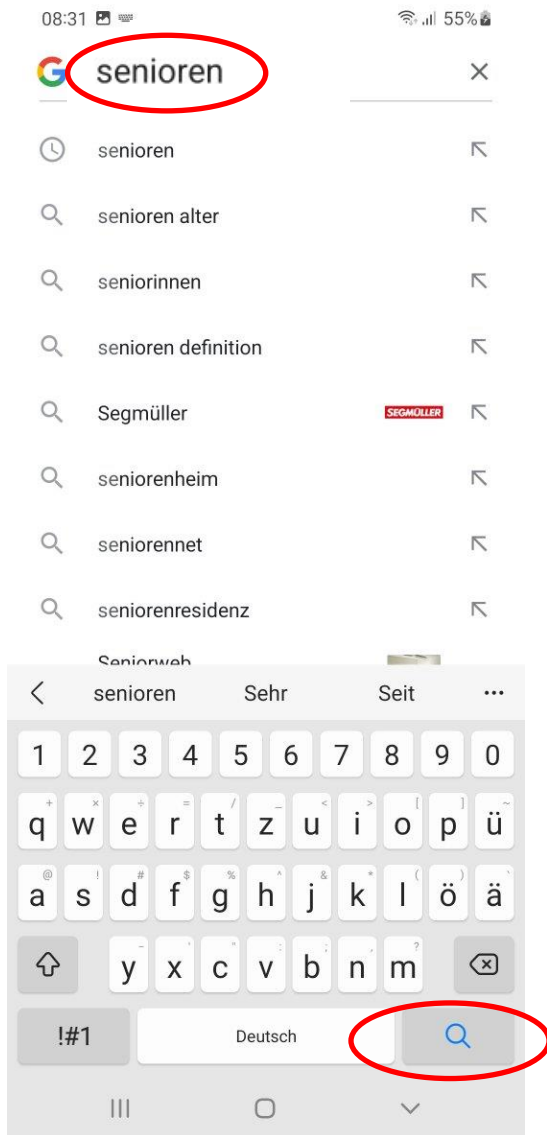 08:31 55%
senioren
senioren
senioren alter
seniorinnen
senioren definition
Segmüller SEGMÜLLER
seniorenheim
seniorennet
seniorenresidenz
Seniorweb
senioren Sehr Seit ...
1 2 3 4 5 6 7 8 9 0
q w e r t z u i o p ü
a s d f g h j k l ö ä
y x c v b n m
!#1 Deutsch